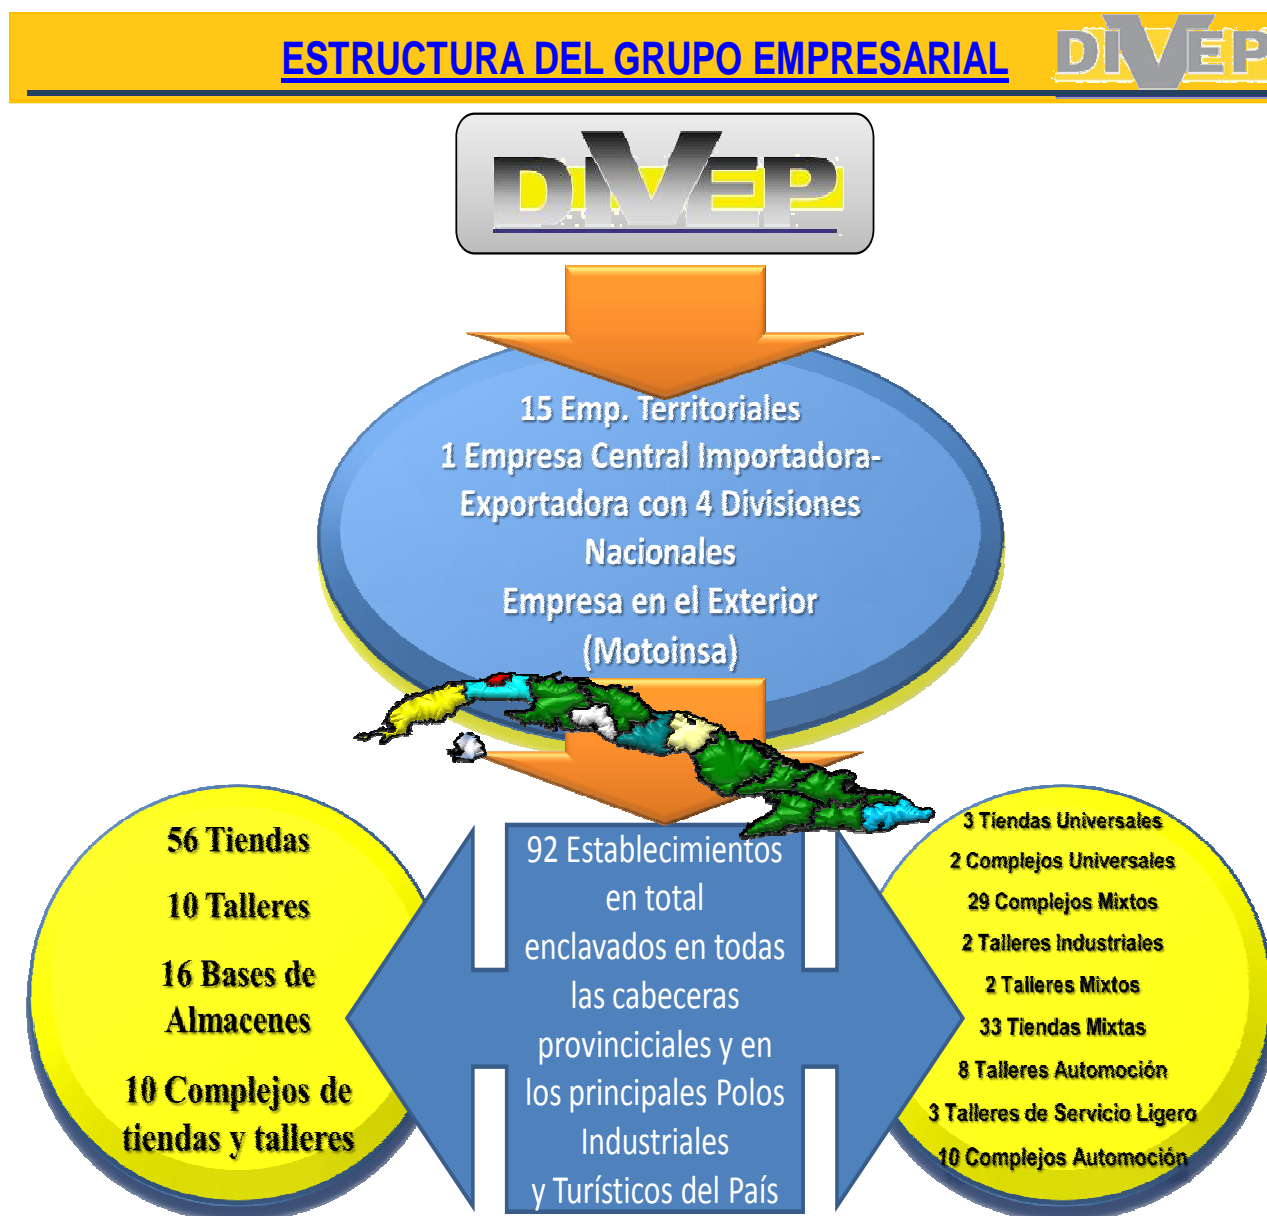 ESTRUCTURA DEL GRUPO EMPRESARIAL
DIVEP
DIVEP
15 Emp. Territoriales
1 Empresa Central Importadora-
Exportadora con 4 Divisiones
Nacionales
Empresa en el Exterior
(Motoinsa)
56 Tiendas
10 Talleres
16 Bases de
Almacenes
10 Complejos de
tiendas y talleres
92 Establecimientos
en total
enclavados en todas
las cabeceras
provinciciales y en
los principales Polos
Industriales
y Turísticos del País
3 Tiendas Universales
2 Complejos Universales
29 Complejos Mixtos
2 Talleres Industriales
2 Talleres Mixtos
33 Tiendas Mixtas
8 Talleres Automoción
3 Talleres de Servicio Ligero
10 Complejos Automoción